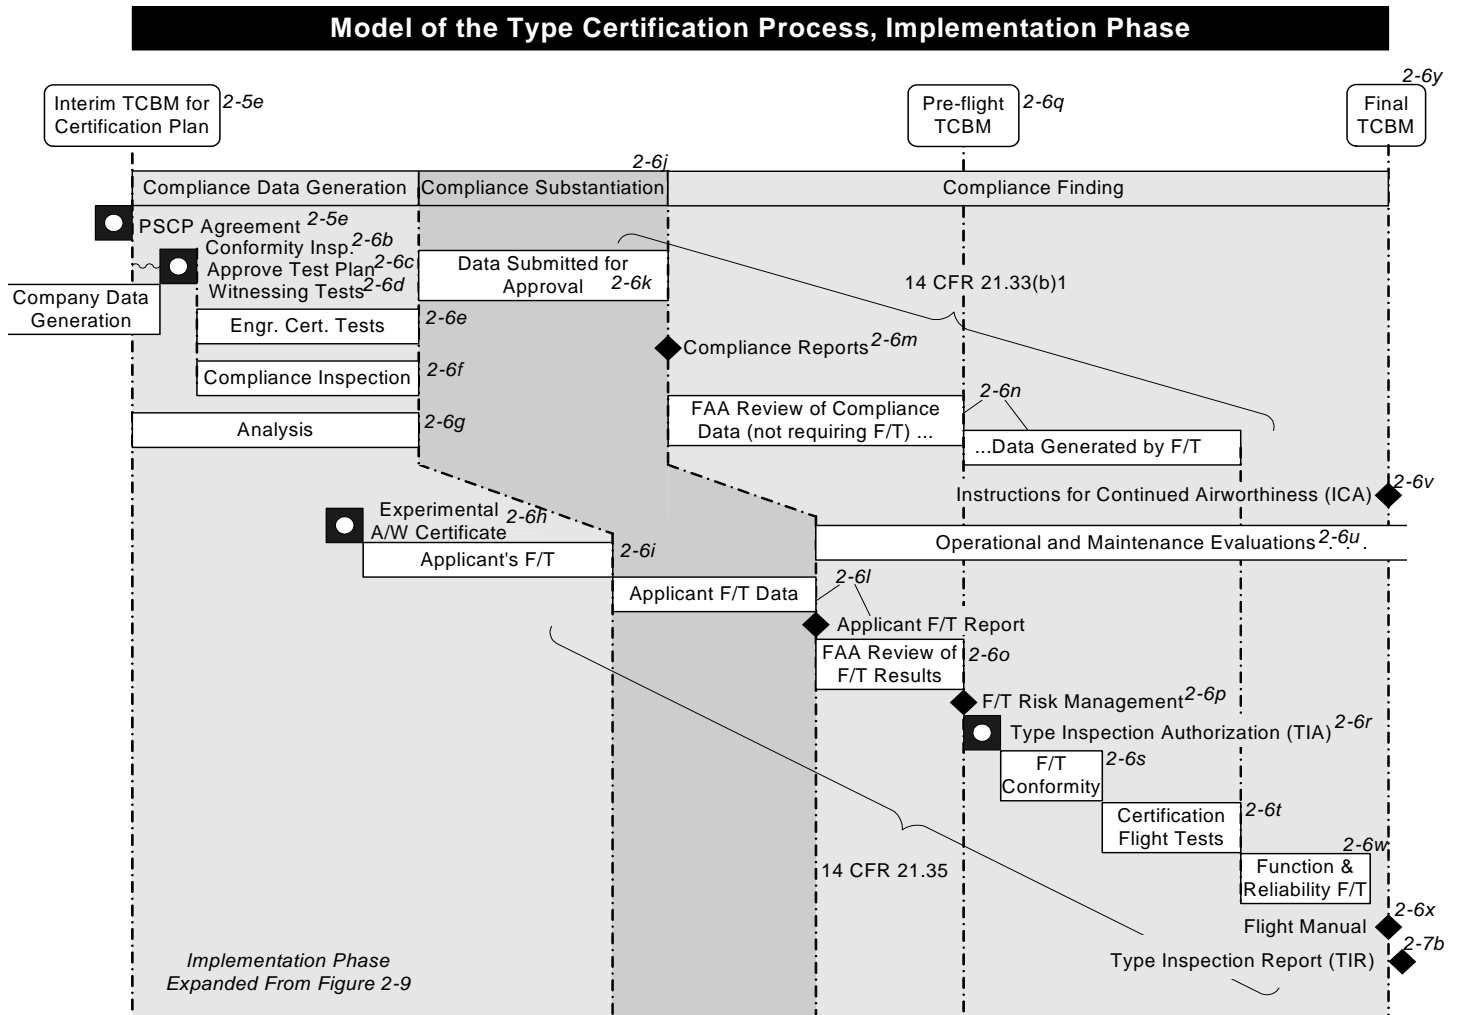 Model of the Type Certification Process, Implementation Phase
2-6y
Interim TCBM for
Certification Plan
2-5e
Pre-flight
TCBM
2-6q
Final
TCBM
2-6j
Compliance Data Generation
Compliance Substantiation
Compliance Finding
PSCP Agreement 2-5e
Conformity Insp. 2-6b
Approve Test Plan 2-6c
Witnessing Tests 2-6d
Data Submitted for
Approval 2-6k
14 CFR 21.33(b)1
Company Data
Generation
Engr. Cert. Tests 2-6e
Compliance Reports 2-6m
Compliance Inspection 2-6f
2-6n
FAA Review of Compliance
Data (not requiring F/T) ...
Analysis 2-6g
...Data Generated by F/T
Instructions for Continued Airworthiness (ICA) 2-6v
Experimental
A/W Certificate 2-6h
Operational and Maintenance Evaluations 2-6u . . .
Applicant's F/T 2-6i
Applicant F/T Data 2-6l
Applicant F/T Report
FAA Review of
F/T Results 2-6o
F/T Risk Management 2-6p
Type Inspection Authorization (TIA) 2-6r
F/T
Conformity 2-6s
Certification
Flight Tests 2-6t
2-6w
Function &
Reliability F/T
14 CFR 21.35
Flight Manual 2-6x
Type Inspection Report (TIR) 2-7b
Implementation Phase
Expanded From Figure 2-9